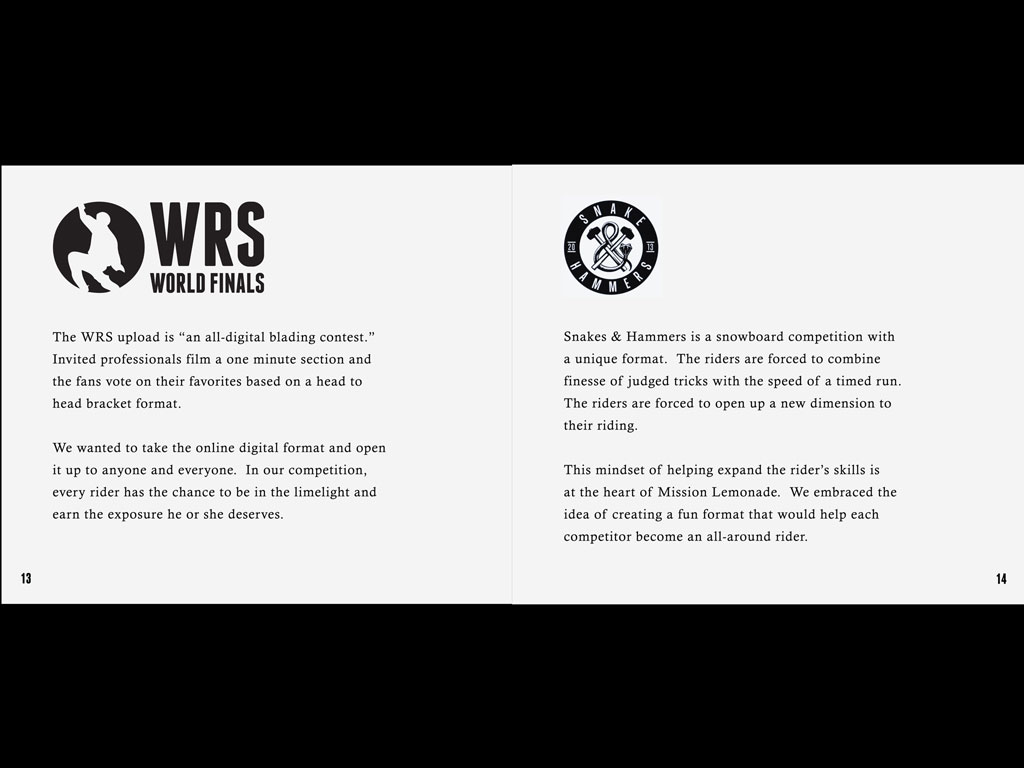 WRS
WORLD FINALS
The WRS upload is “an all-digital blading contest.”
Invited professionals film a one minute section and
the fans vote on their favorites based on a head to
head bracket format.
We wanted to take the online digital format and open
it up to anyone and everyone.  In our competition,
every rider has the chance to be in the limelight and
earn the exposure he or she deserves.
13
SNAKE
20 13
HAMMERS
Snakes & Hammers is a snowboard competition with
a unique format.  The riders are forced to combine
finesse of judged tricks with the speed of a timed run.
The riders are forced to open up a new dimension to
their riding.
This mindset of helping expand the rider’s skills is
at the heart of Mission Lemonade.  We embraced the
idea of creating a fun format that would help each
competitor become an all-around rider.
14